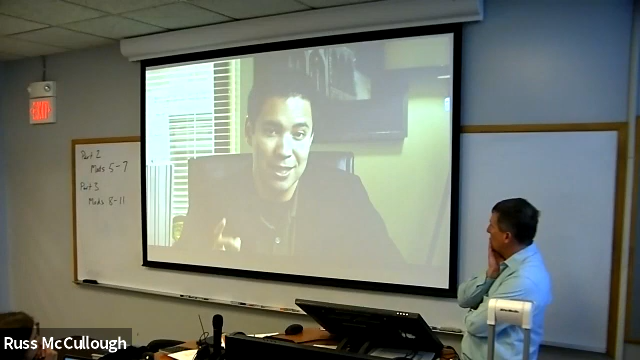 EXIT
Part 2
Mods 5-7
Part 3
Mods 8-11
Russ McCullough